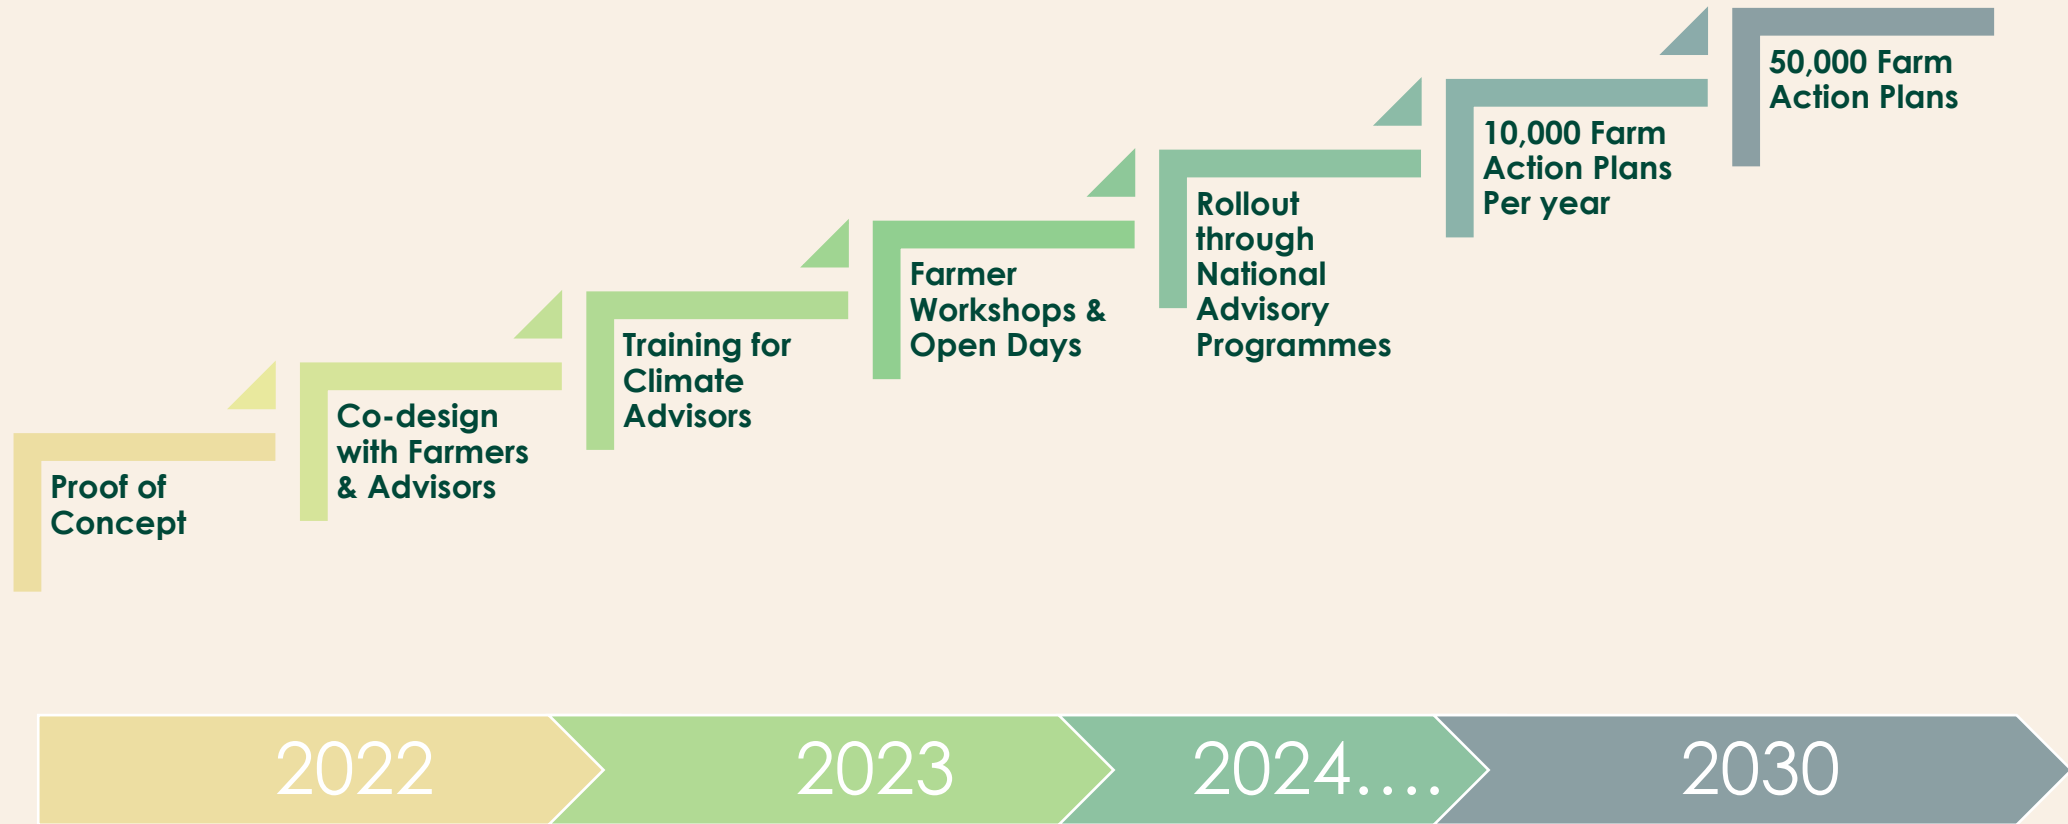 Proof of
Concept
Co-design
with Farmers
& Advisors
Training for
Climate
Advisors
Farmer
Workshops &
Open Days
Rollout
through
National
Advisory
Programmes
10,000 Farm
Action Plans
Per year
50,000 Farm
Action Plans
2022
2023
2024....
2030